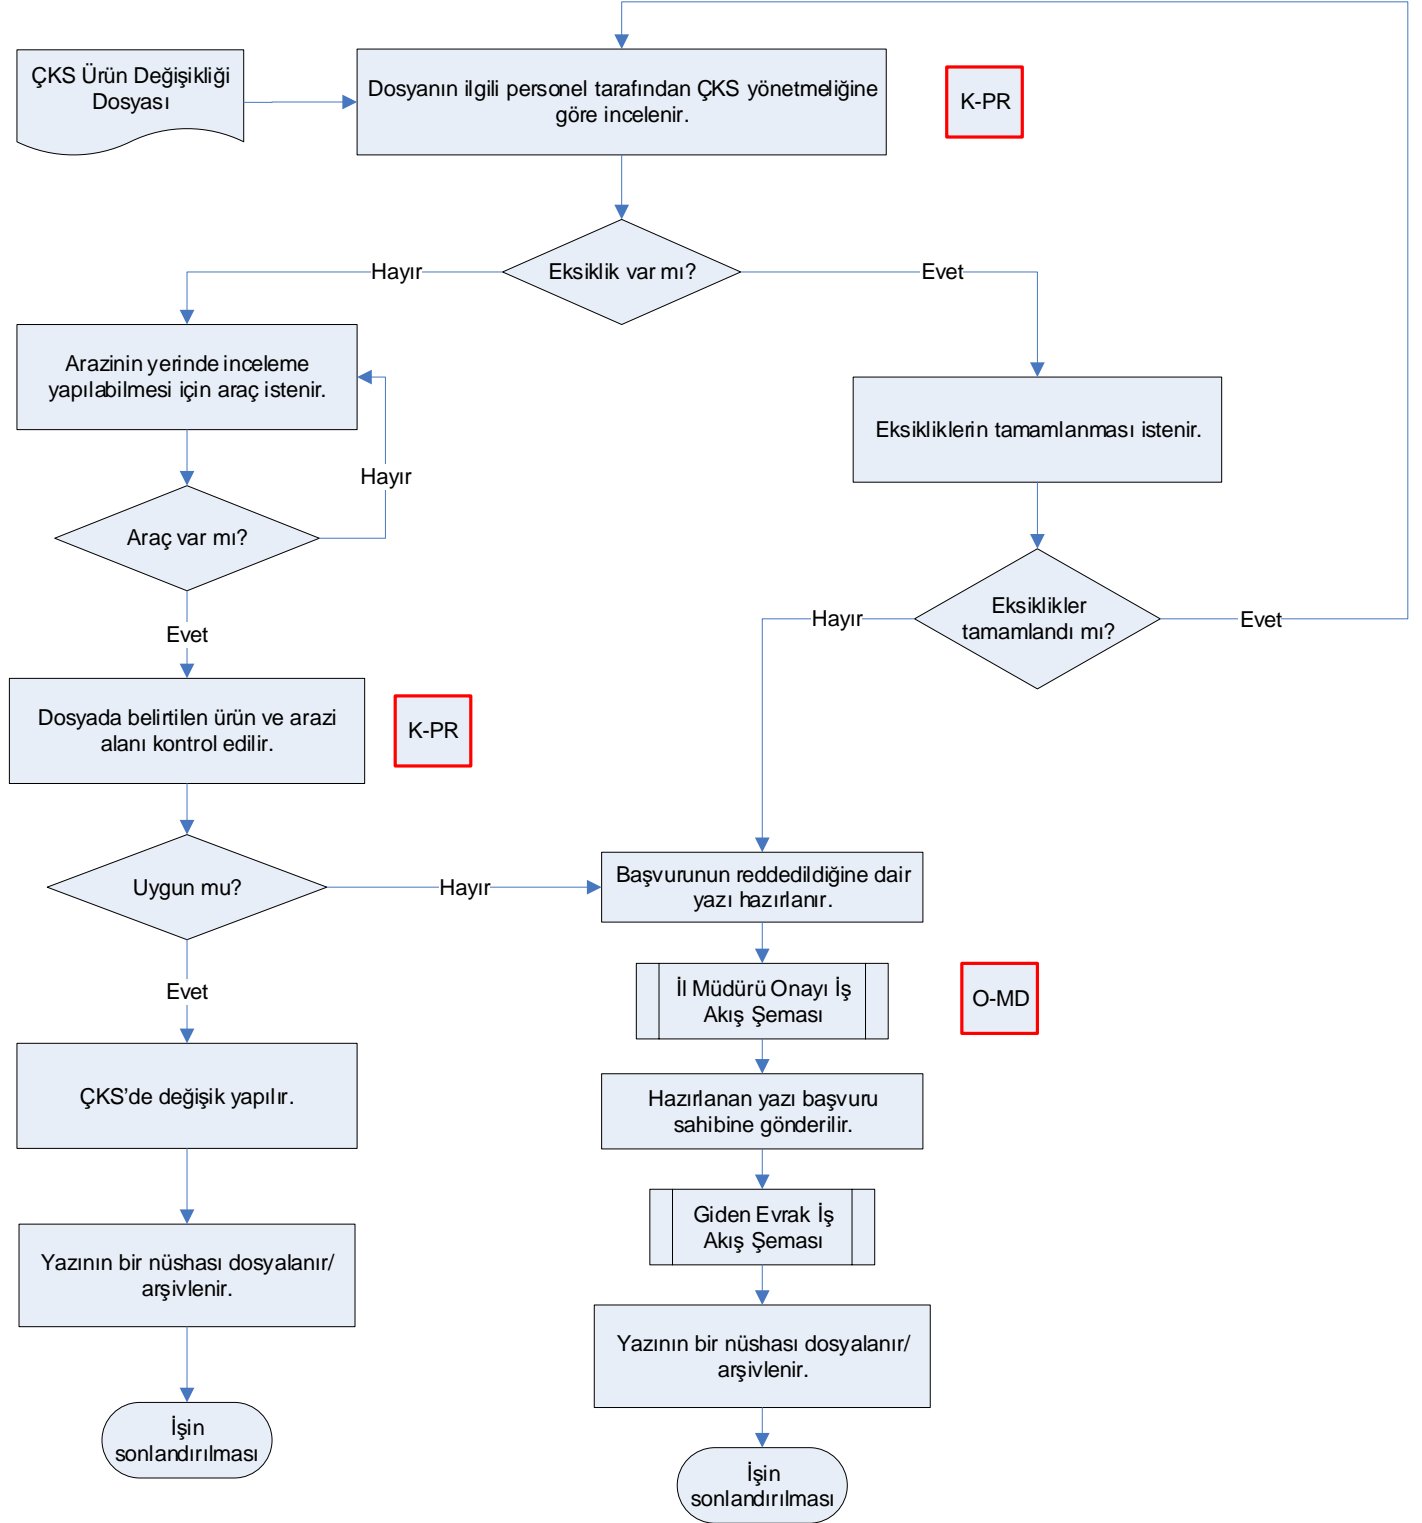 ÇKS Ürün Değişikliği
Dosyası
Dosyanın ilgili personel tarafından ÇKS yönetmeliğine
göre incelenir.
K-PR
Eksiklik var mı?
Hayır
Evet
Arazinin yerinde inceleme
yapılabilmesi için araç istenir.
Eksikliklerin tamamlanması istenir.
Hayır
Araç var mı?
Eksiklikler
tamamlandı mı?
Hayır
Evet
Evet
Dosyada belirtilen ürün ve arazi
alanı kontrol edilir.
K-PR
Uygun mu?
Hayır
Başvurunun reddedildiğine dair
yazı hazırlanır.
Evet
İl Müdürü Onayı İş
Akış Şeması
O-MD
ÇKS’de değişik yapılır.
Hazırlanan yazı başvuru
sahibine gönderilir.
Giden Evrak İş
Akış Şeması
Yazının bir nüshası dosyalanır/
arşivlenir.
Yazının bir nüshası dosyalanır/
arşivlenir.
İşin
sonlandırılması
İşin
sonlandırılması